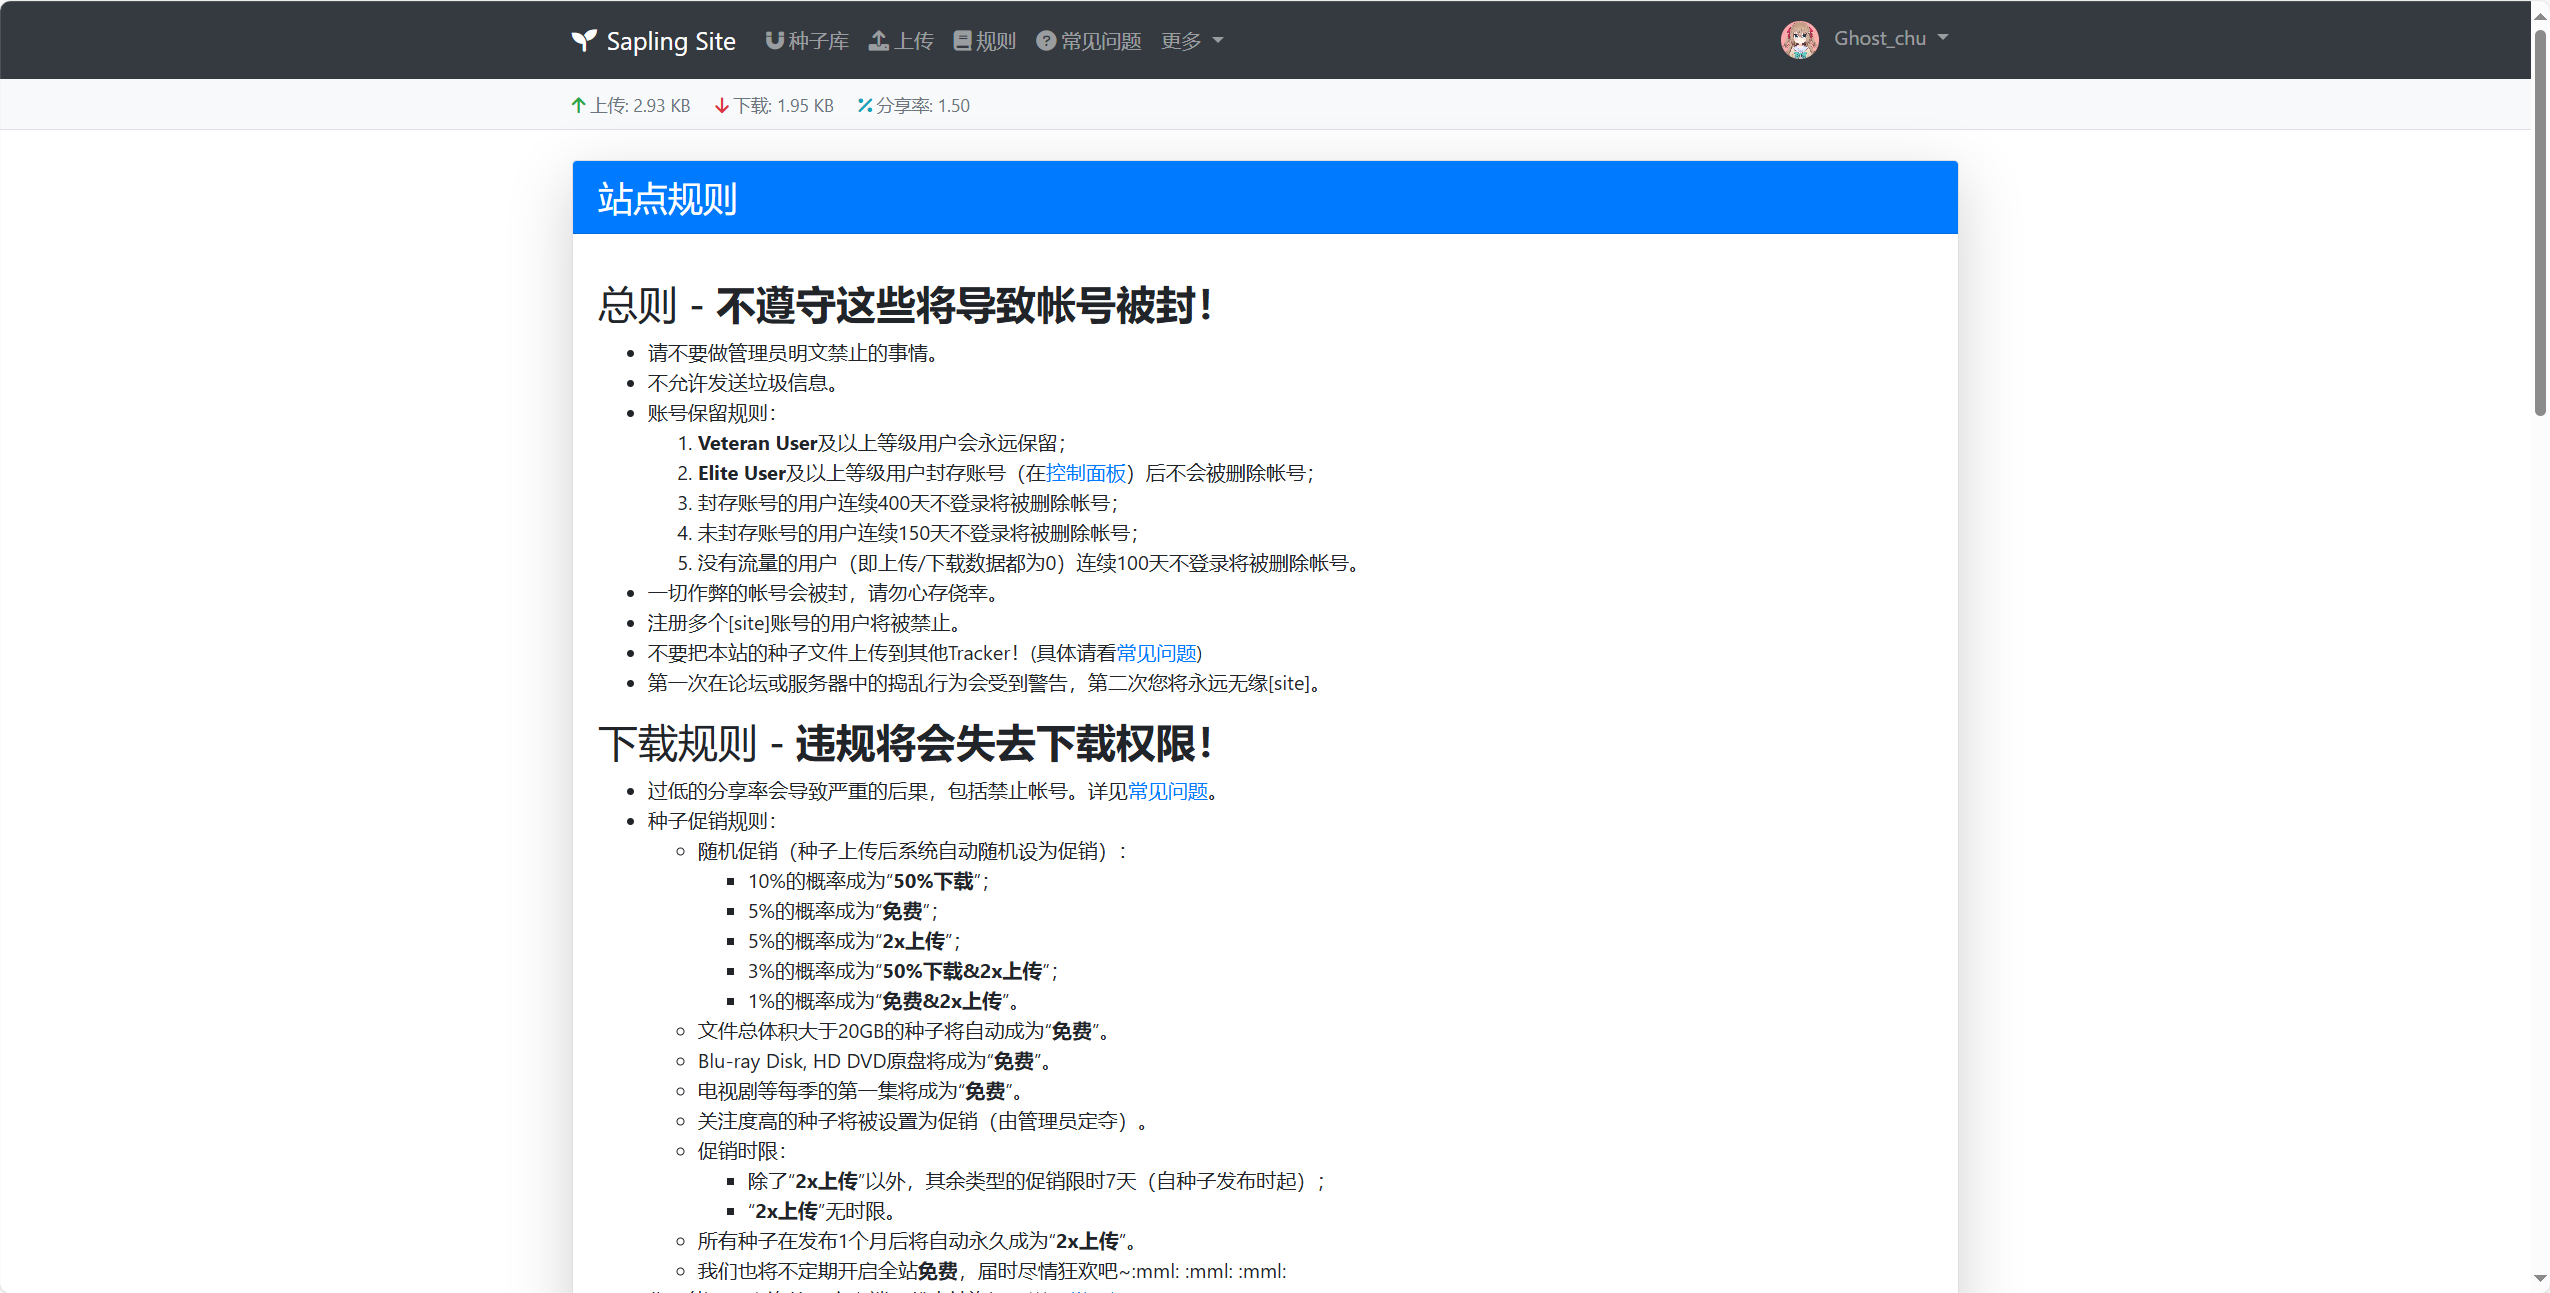 Sapling Site 种子库 上传 规则 常见问题 更多 Ghost_chu
上传: 2.93 KB 下载: 1.95 KB 分享率: 1.50
站点规则
总则 - 不遵守这些将导致帐号被封！
请不要做管理员明文禁止的事情。
不允许发送垃圾信息。
账号保留规则：
1. Veteran User及以上等级用户会永远保留；
2. Elite User及以上等级用户封存账号（在控制面板）后不会被删除帐号；
3. 封存账号的用户连续400天不登录将被删除帐号；
4. 未封存账号的用户连续150天不登录将被删除帐号；
5. 没有流量的用户（即上传/下载数据都为0）连续100天不登录将被删除帐号。
一切作弊的帐号会被封，请勿心存侥幸。
注册多个[site]账号的用户将被禁止。
不要把本站的种子文件上传到其他Tracker！(具体请看常见问题)
第一次在论坛或服务器中的捣乱行为会受到警告，第二次您将永远无缘[site]。
下载规则 - 违规将会失去下载权限！
过低的分享率会导致严重的后果，包括禁止帐号。详见常见问题。
种子促销规则：
随机促销（种子上传后系统自动随机设为促销）：
10%的概率成为“50%下载”；
5%的概率成为“免费”；
5%的概率成为“2x上传”；
3%的概率成为“50%下载&2x上传”；
1%的概率成为“免费&2x上传”。
文件总体积大于20GB的种子将自动成为“免费”。
Blu-ray Disk, HD DVD原盘将成为“免费”。
电视剧等每季的第一集将成为“免费”。
关注度高的种子将被设置为促销（由管理员定夺）。
促销时限：
除了“2x上传”以外，其余类型的促销限时7天（自种子发布时起）；
“2x上传”无时限。
所有种子在发布1个月后将自动永久成为“2x上传”。
我们也将不定期开启全站免费，届时尽情狂欢吧~:mml: :mml: :mml: